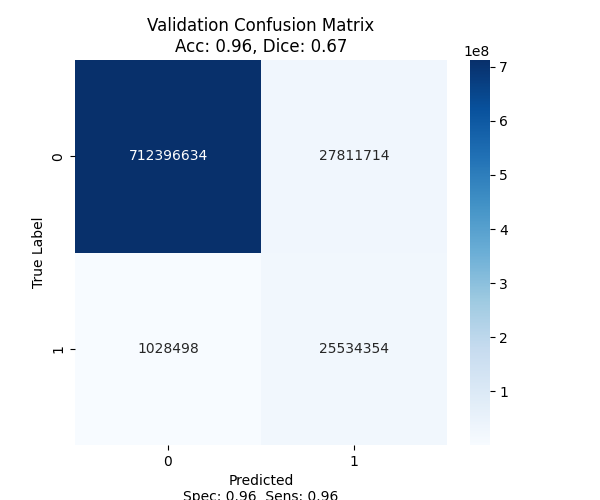 Validation Confusion Matrix
Acc: 0.96, Dice: 0.67
1e8
7
6
5
4
3
2
1
True Label
0
1
712396634
27811714
1028498
25534354
0
1
Predicted
Spec: 0.96, Sens: 0.96